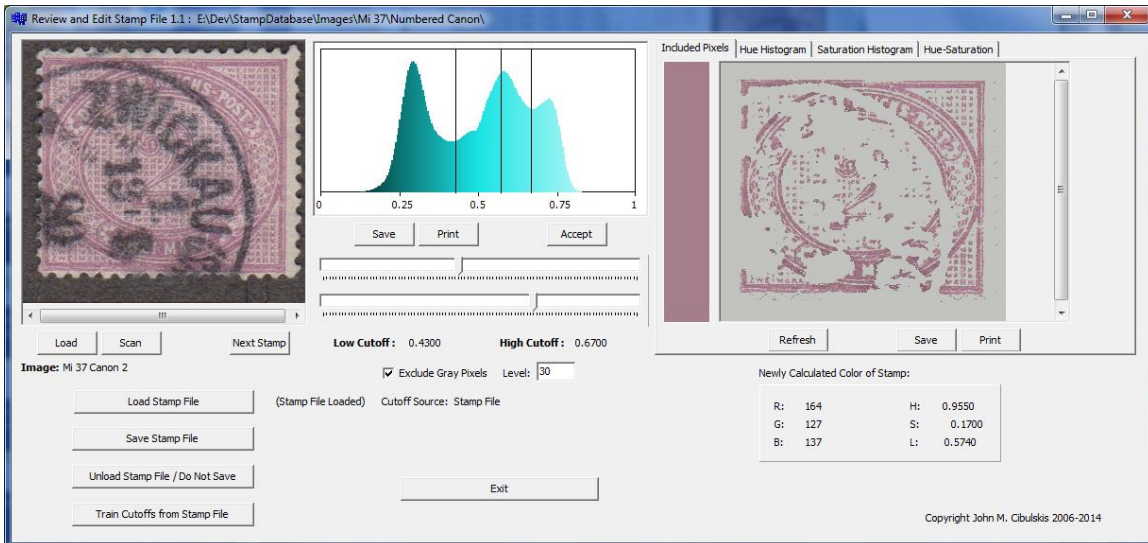 Review and Edit Stamp File 1.1 : E:\Dev\StampDatabase\Images\Mi 37\Numbered Canon\
ZWICKAU
1
0 0.25 0.5 0.75 1
Save Print Accept
Included Pixels Hue Histogram Saturation Histogram Hue-Saturation
Load Scan Next Stamp
Low Cutoff : 0.4300 High Cutoff : 0.6700
Refresh Save Print
Image: Mi 37 Canon 2
Exclude Gray Pixels Level: 30
Newly Calculated Color of Stamp:
Load Stamp File (Stamp File Loaded) Cutoff Source: Stamp File
R: 164 H: 0.9550
G: 127 S: 0.1700
B: 137 L: 0.5740
Save Stamp File
Unload Stamp File / Do Not Save
Exit
Train Cutoffs from Stamp File
Copyright John M. Cibulskis 2006-2014